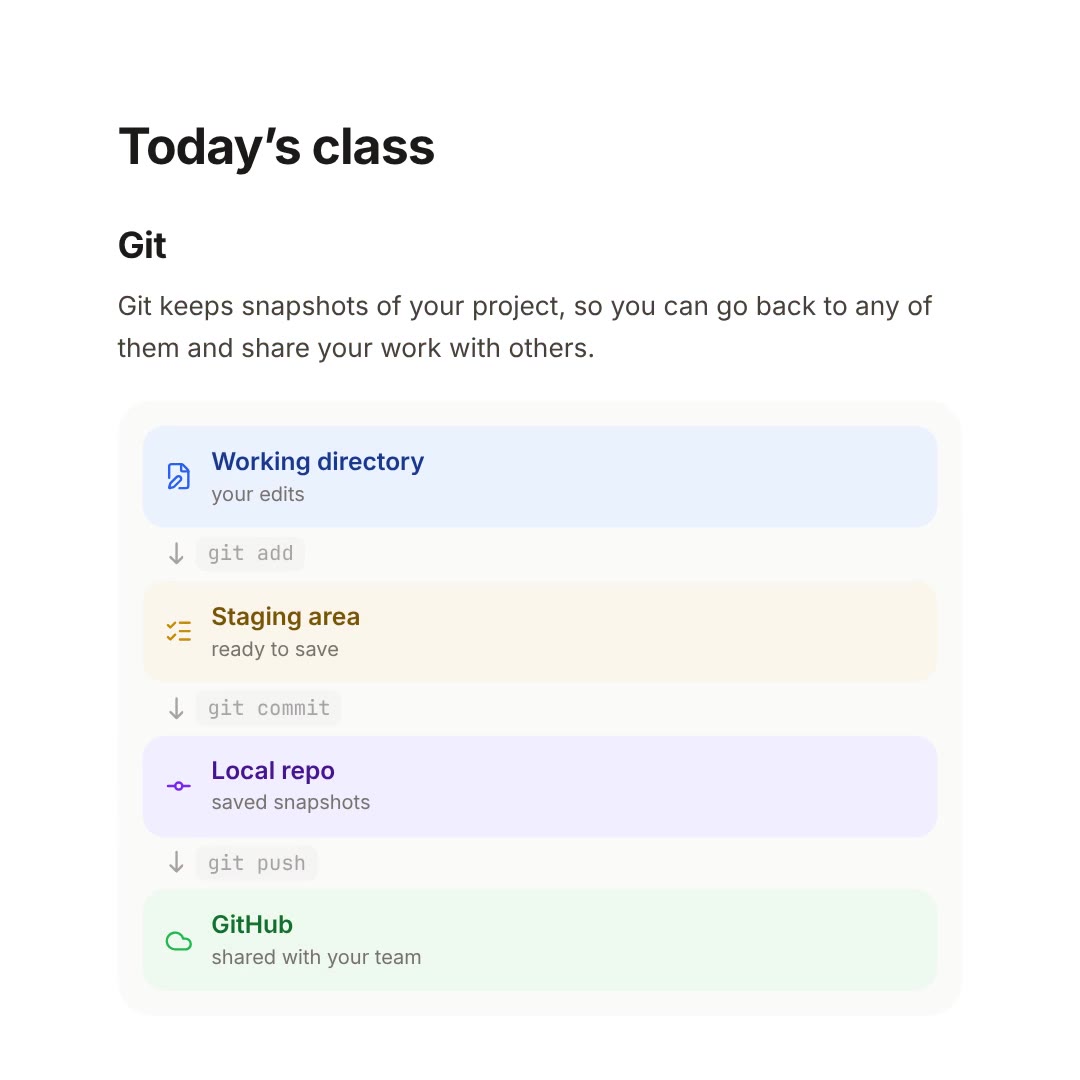 Today’s class
Git
Git keeps snapshots of your project, so you can go back to any of
them and share your work with others.
Working directory
your edits
git add
Staging area
ready to save
git commit
Local repo
saved snapshots
git push
GitHub
shared with your team